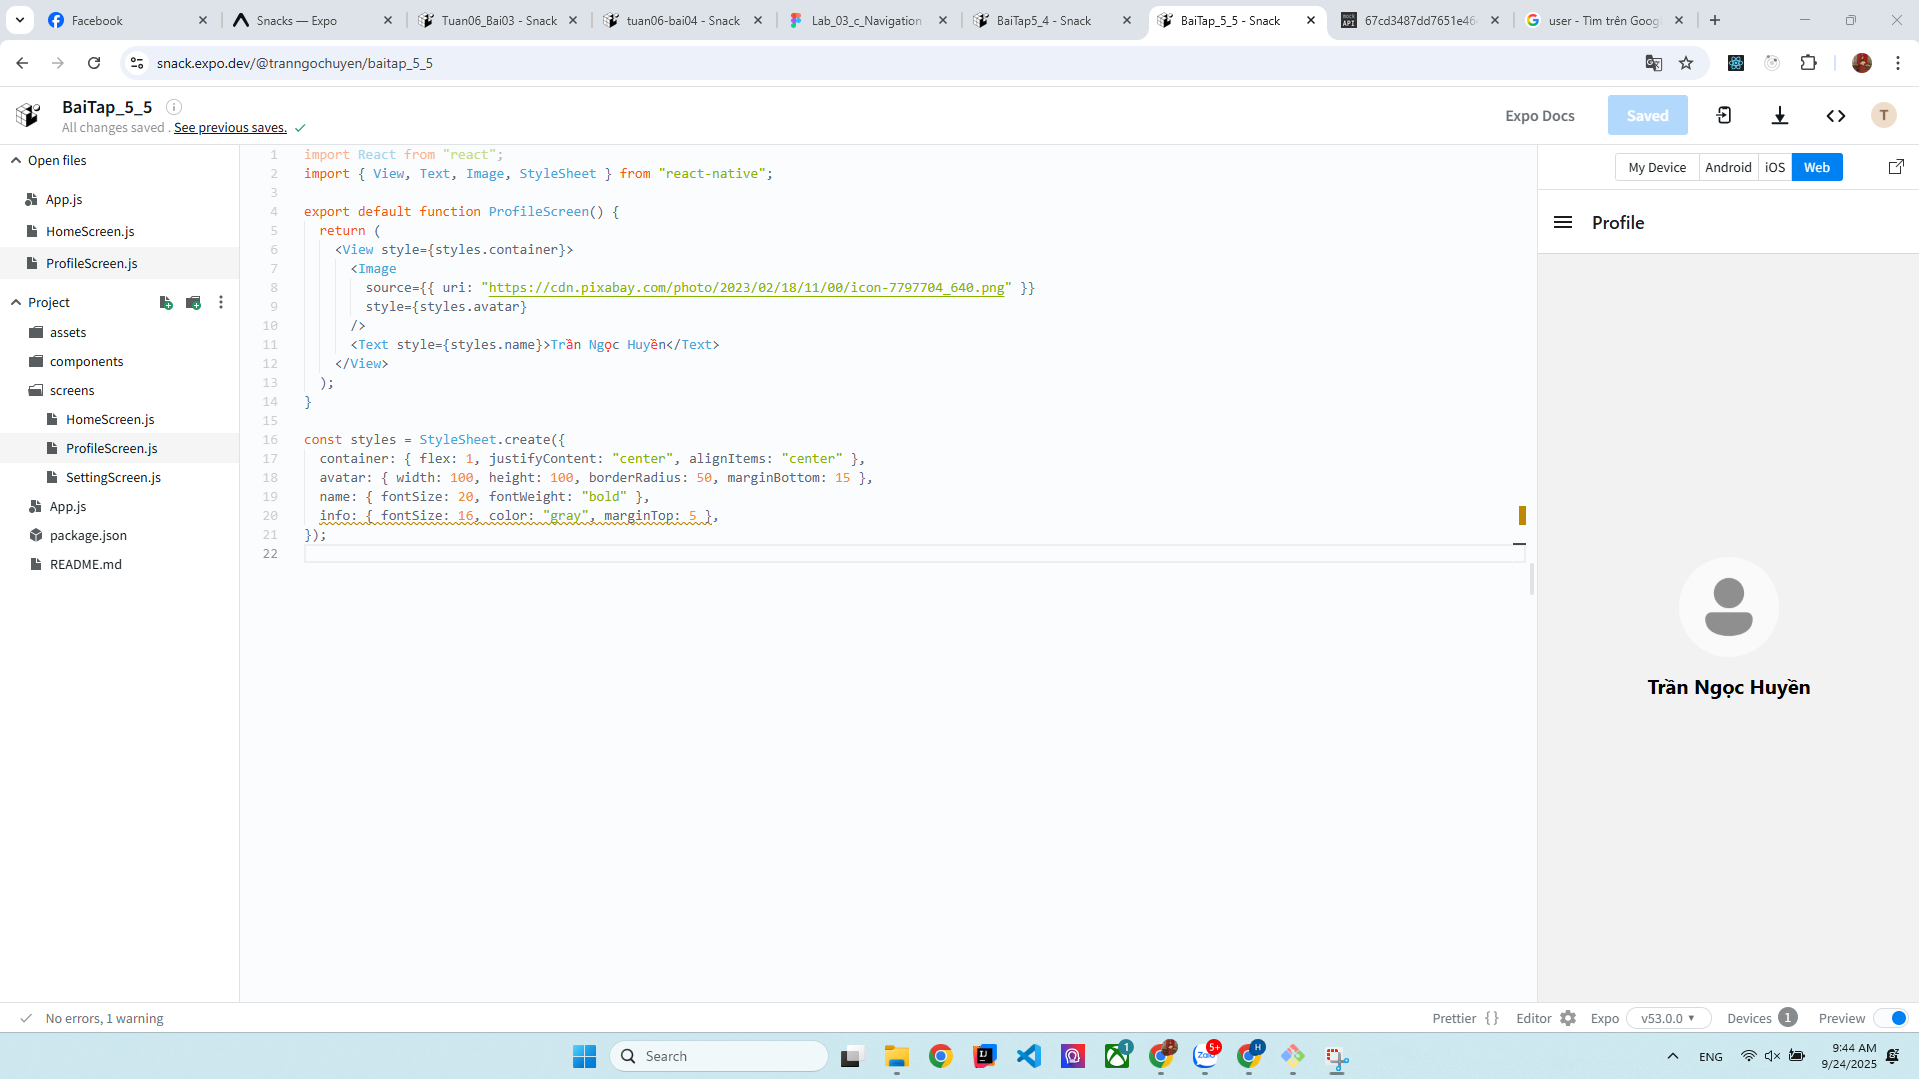 Facebook
Snacks — Expo
Tuan06_Bai03 - Snack
tuan06-bai04 - Snack
Lab_03_c_Navigation
BaiTap5_4 - Snack
BaiTap_5_5 - Snack
67cd3487dd7651e46
user - Tìm trên Goog
snack.expo.dev/@tranngochuyen/baitap_5_5
BaiTap_5_5
All changes saved . See previous saves.
Expo Docs
Saved
T
Open files
App.js
HomeScreen.js
ProfileScreen.js
Project
assets
components
screens
HomeScreen.js
ProfileScreen.js
SettingScreen.js
App.js
package.json
README.md
1 import React from "react";
2 import { View, Text, Image, StyleSheet } from "react-native";
3
4 export default function ProfileScreen() {
5 return (
6 <View style={styles.container}>
7 <Image
8 source={{ uri: "https://cdn.pixabay.com/photo/2023/02/18/11/00/icon-7797704_640.png" }}
9 style={styles.avatar}
10 />
11 <Text style={styles.name}>Trần Ngọc Huyền</Text>
12 </View>
13 );
14 }
15
16 const styles = StyleSheet.create({
17 container: { flex: 1, justifyContent: "center", alignItems: "center" },
18 avatar: { width: 100, height: 100, borderRadius: 50, marginBottom: 15 },
19 name: { fontSize: 20, fontWeight: "bold" },
20 info: { fontSize: 16, color: "gray", marginTop: 5 },
21 });
22
My Device
Android
iOS
Web
Profile
Trần Ngọc Huyền
No errors, 1 warning
Prettier { }
Editor
Expo
v53.0.0
Devices 1
Preview
Search
1
Zalo
5+
H
ENG
9:44 AM
9/24/2025